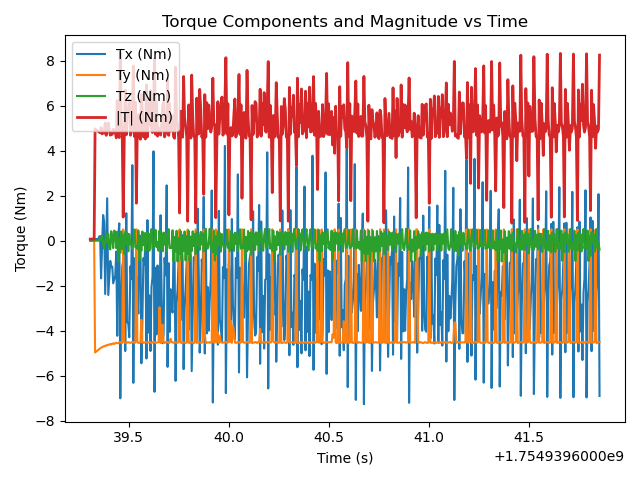 Torque Components and Magnitude vs Time
Tx (Nm)
Ty (Nm)
Tz (Nm)
|T| (Nm)
Torque (Nm)
8
6
4
2
0
−2
−4
−6
−8
39.5 40.0 40.5 41.0 41.5
+1.7549396000e9
Time (s)